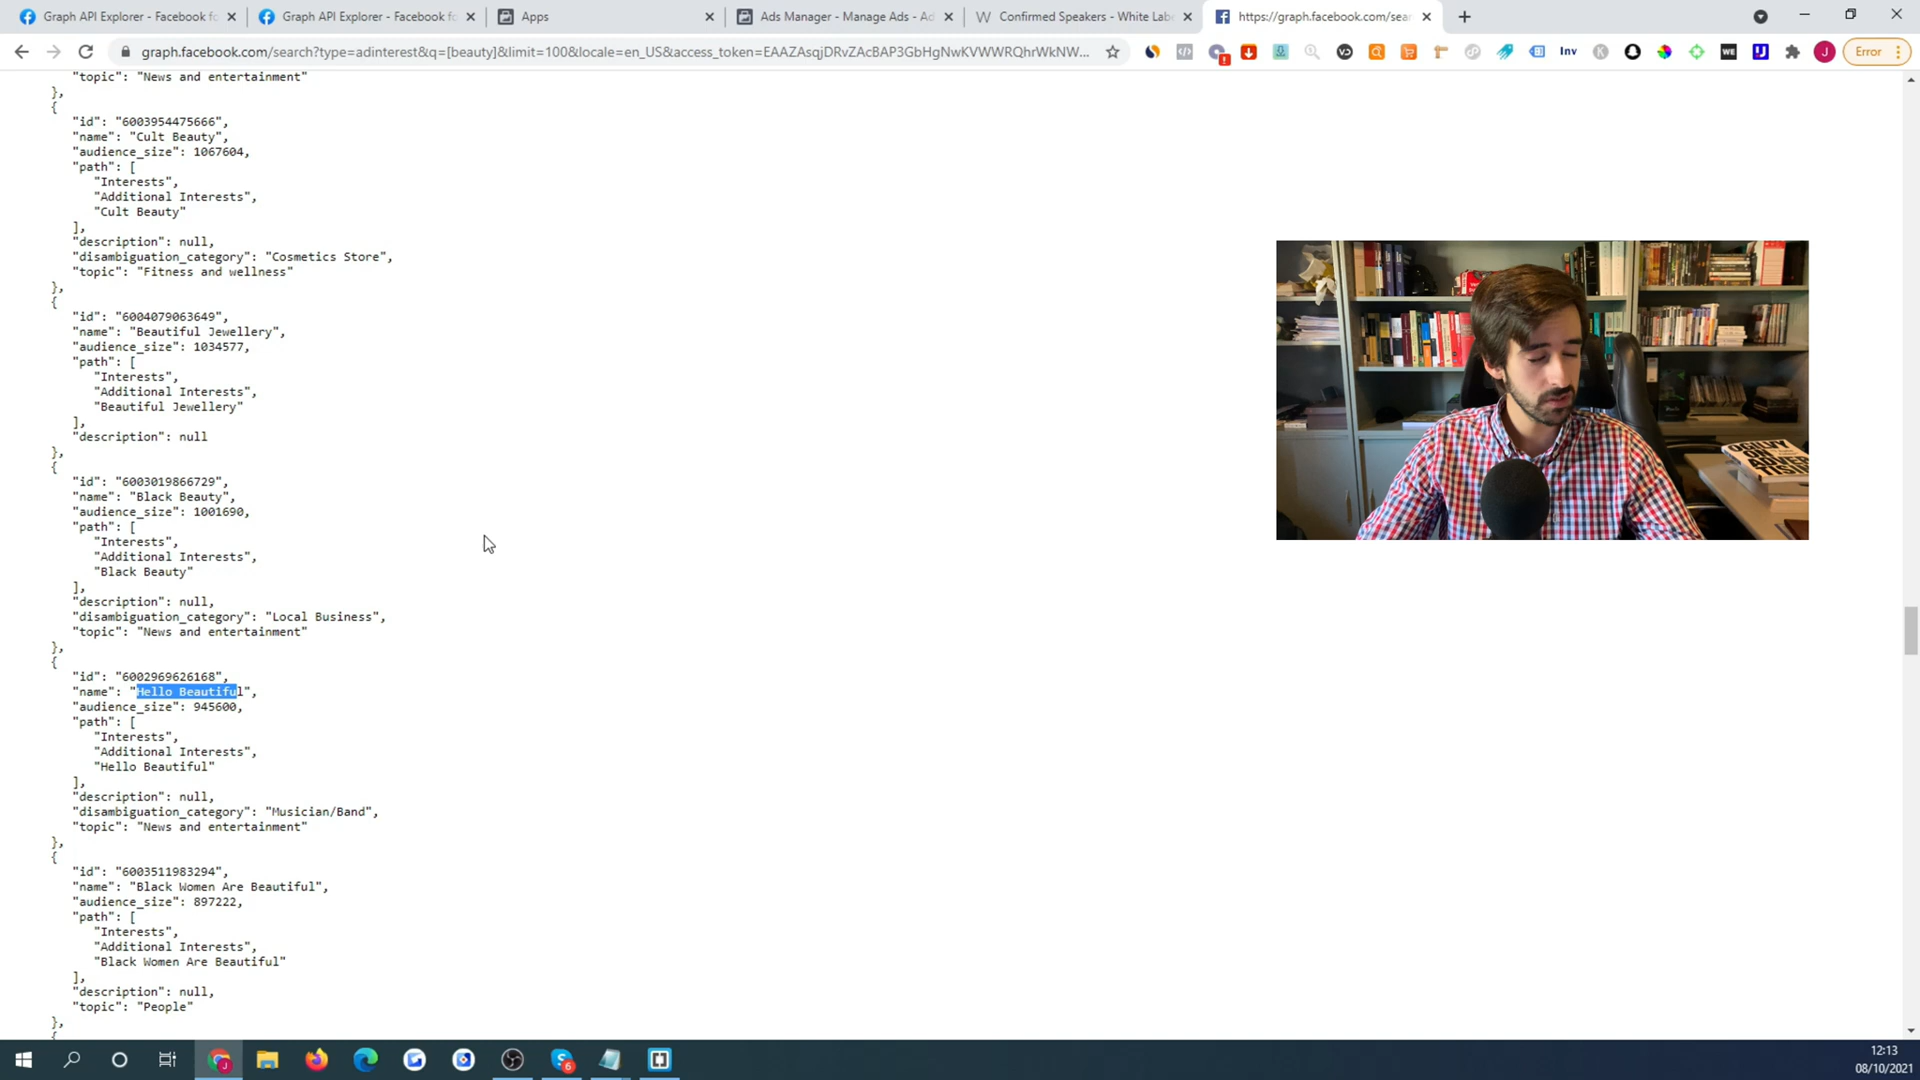 Graph API Explorer - Facebook fo
Graph API Explorer - Facebook fo
Apps
Ads Manager - Manage Ads - Ad
Confirmed Speakers - White Lab
https://graph.facebook.com/sear
graph.facebook.com/search?type=adinterest&q=[beauty]&limit=100&locale=en_US&access_token=EAAZAsqjDRvZAcBAP3GbHgNwKVWWRQhrWkNW...
Inv
WE
J
Error
"topic": "News and entertainment"
},
{
"id": "6003954475666",
"name": "Cult Beauty",
"audience_size": 1067604,
"path": [
"Interests",
"Additional Interests",
"Cult Beauty"
],
"description": null,
"disambiguation_category": "Cosmetics Store",
"topic": "Fitness and wellness"
},
{
"id": "6004079063649",
"name": "Beautiful Jewellery",
"audience_size": 1034577,
"path": [
"Interests",
"Additional Interests",
"Beautiful Jewellery"
],
"description": null
},
{
"id": "6003019866729",
"name": "Black Beauty",
"audience_size": 1001690,
"path": [
"Interests",
"Additional Interests",
"Black Beauty"
],
"description": null,
"disambiguation_category": "Local Business",
"topic": "News and entertainment"
},
{
"id": "6002969626168",
"name": "Hello Beautiful",
"audience_size": 945600,
"path": [
"Interests",
"Additional Interests",
"Hello Beautiful"
],
"description": null,
"disambiguation_category": "Musician/Band",
"topic": "News and entertainment"
},
{
"id": "6003511983294",
"name": "Black Women Are Beautiful",
"audience_size": 897222,
"path": [
"Interests",
"Additional Interests",
"Black Women Are Beautiful"
],
"description": null,
"topic": "People"
},
{
OGILVY
ON ADVER
TISING
12:13
08/10/2021